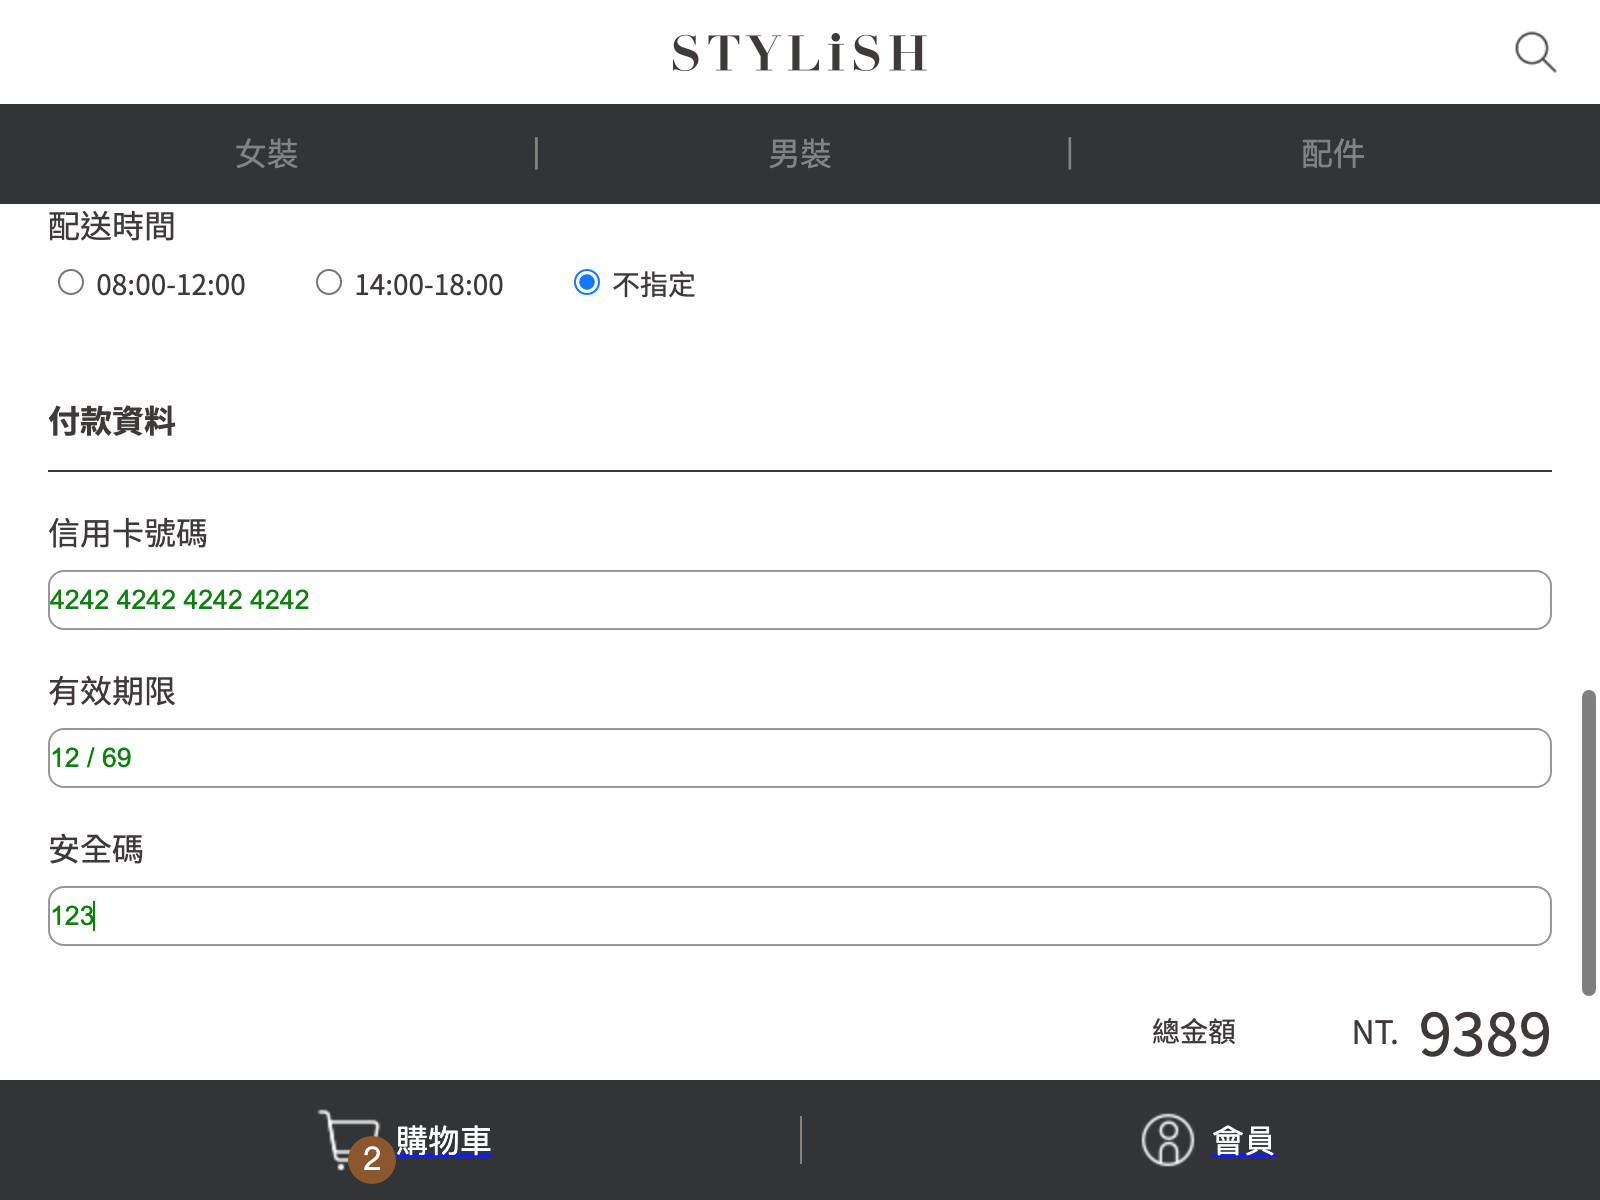 STYLiSH
女裝 | 男裝 | 配件
配送時間
08:00-12:00 14:00-18:00 不指定
付款資料
信用卡號碼
4242 4242 4242 4242
有效期限
12 / 69
安全碼
123
總金額 NT. 9389
2 購物車 會員